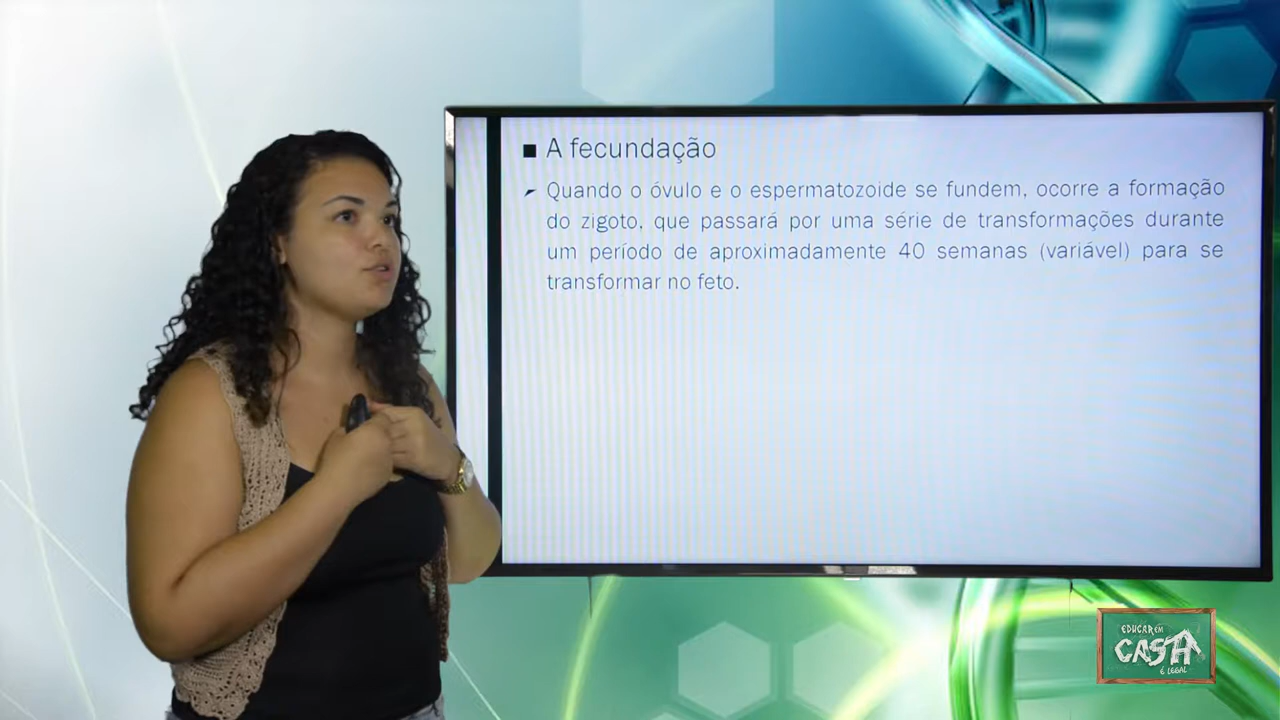 A fecundação
Quando o óvulo e o espermatozoide se fundem, ocorre a formação
do zigoto, que passará por uma série de transformações durante
um período de aproximadamente 40 semanas (variável) para se
transformar no feto.
EDUCAR EM
CASA
É LEGAL